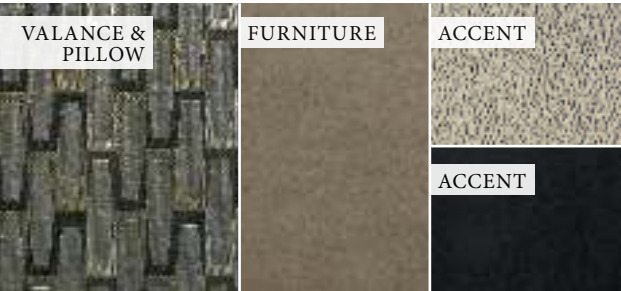 VALANCE &
PILLOW
FURNITURE
ACCENT
ACCENT